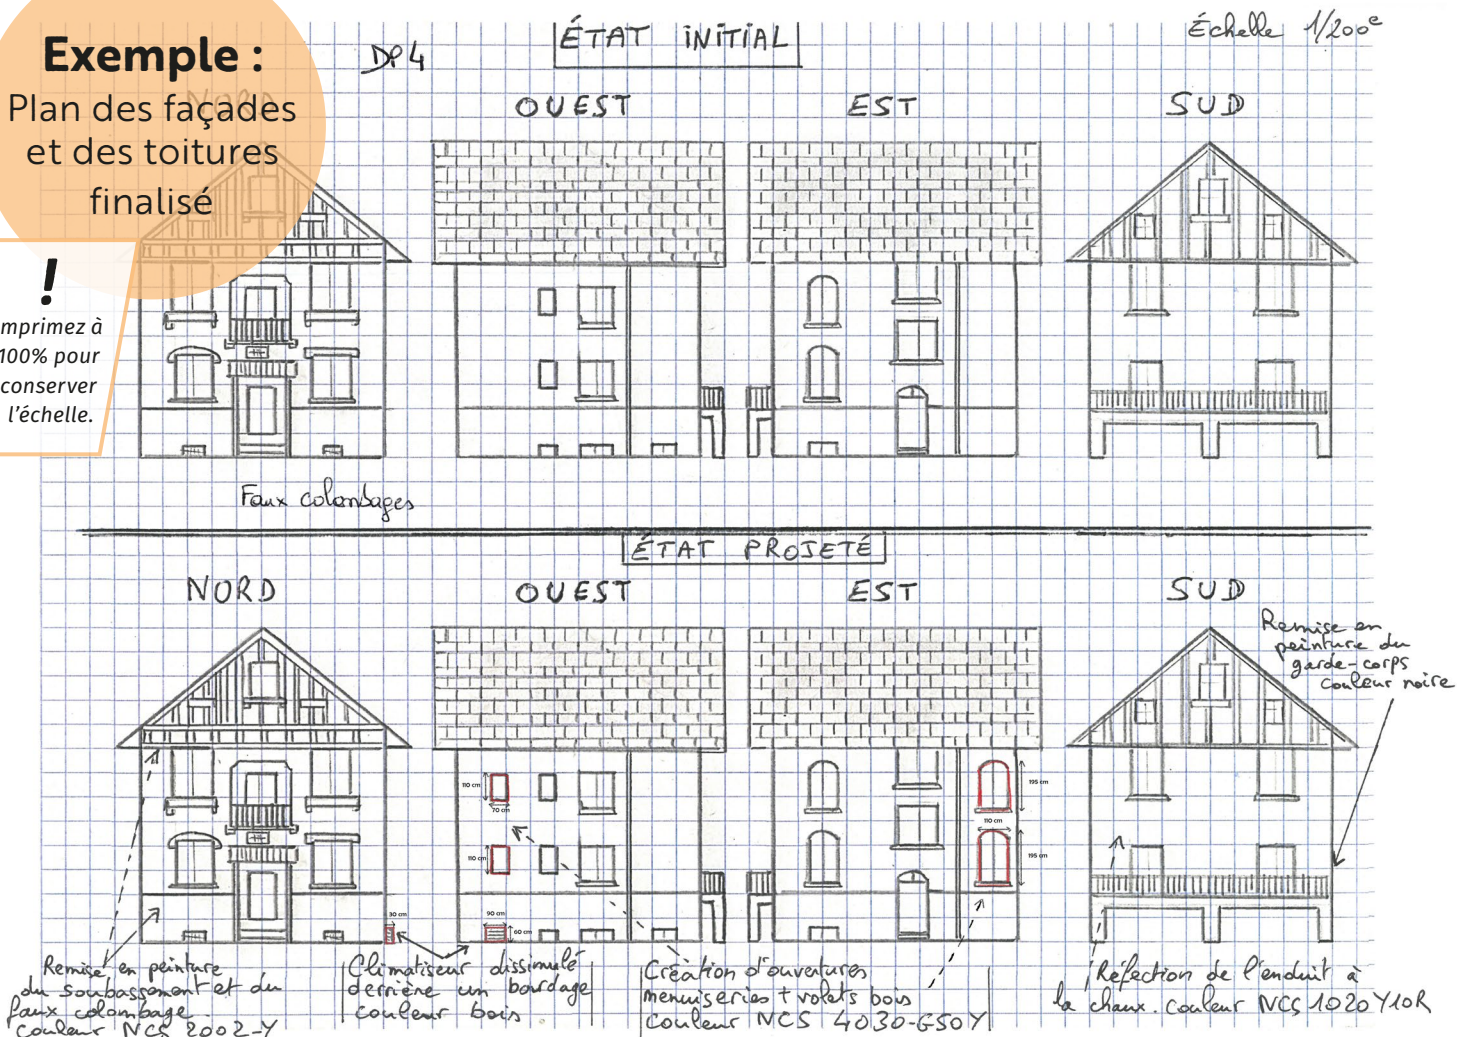 Exemple :
Plan des façades
et des toitures
finalisé
!
mprimez à
100% pour
conserver
l'échelle.
DP4
ÉTAT INITIAL
Échelle 1/200e
NORD
OUEST
EST
SUD
Faux colombages
ÉTAT PROJETÉ
NORD
OUEST
EST
SUD
Remise en
peinture du
garde-corps
couleur noire
110 cm
70 cm
110 cm
90 cm
60 cm
30 cm
195 cm
110 cm
195 cm
Remise en peinture
du soubassement et du
faux colombage.
Couleur NCS 2002-Y
Climatiseur dissimulé
derrière un bardage
couleur bois
Création d'ouvertures
menuiseries + volets bois
Couleur NCS 4030-G50Y
Réfection de l'enduit à
la chaux. Couleur NCS 1020 Y10R